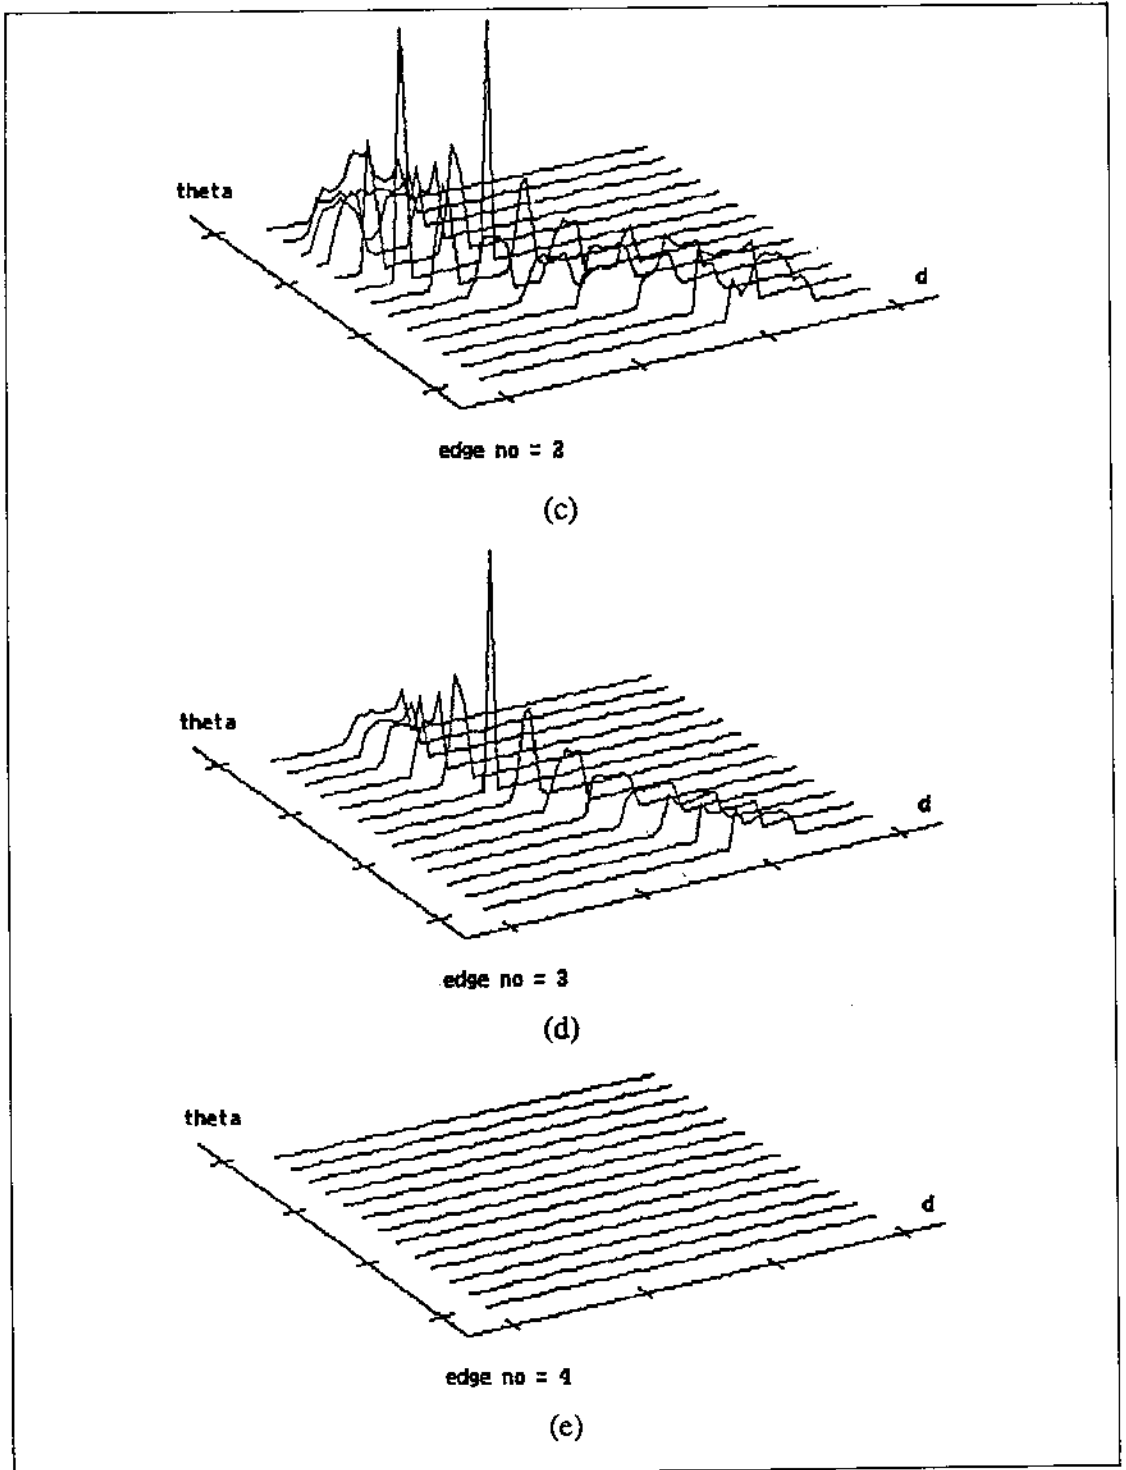 theta
d
edge no = 2
(c)
theta
d
edge no = 3
(d)
theta
d
edge no = 4
(e)